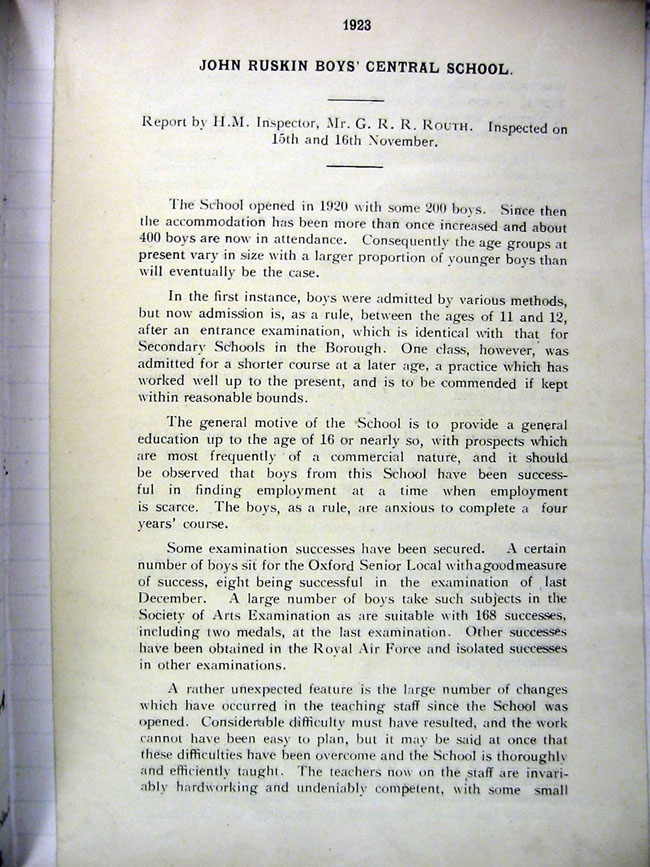 1923
JOHN RUSKIN BOYS' CENTRAL SCHOOL.
Report by H.M. Inspector, Mr. G. R. R. ROUTH. Inspected on
15th and 16th November.
The School opened in 1920 with some 200 boys. Since then
the accommodation has been more than once increased and about
400 boys are now in attendance. Consequently the age groups at
present vary in size with a larger proportion of younger boys than
will eventually be the case.
In the first instance, boys were admitted by various methods,
but now admission is, as a rule, between the ages of 11 and 12,
after an entrance examination, which is identical with that for
Secondary Schools in the Borough. One class, however, was
admitted for a shorter course at a later age, a practice which has
worked well up to the present, and is to be commended if kept
within reasonable bounds.
The general motive of the School is to provide a general
education up to the age of 16 or nearly so, with prospects which
are most frequently of a commercial nature, and it should
be observed that boys from this School have been success-
ful in finding employment at a time when employment
is scarce. The boys, as a rule, are anxious to complete a four
years' course.
Some examination successes have been secured. A certain
number of boys sit for the Oxford Senior Local with a good measure
of success, eight being successful in the examination of last
December. A large number of boys take such subjects in the
Society of Arts Examination as are suitable with 168 successes,
including two medals, at the last examination. Other successes
have been obtained in the Royal Air Force and isolated successes
in other examinations.
A rather unexpected feature is the large number of changes
which have occurred in the teaching staff since the School was
opened. Considerable difficulty must have resulted, and the work
cannot have been easy to plan, but it may be said at once that
these difficulties have been overcome and the School is thoroughly
and efficiently taught. The teachers now on the staff are invari-
ably hardworking and undeniably competent, with some small